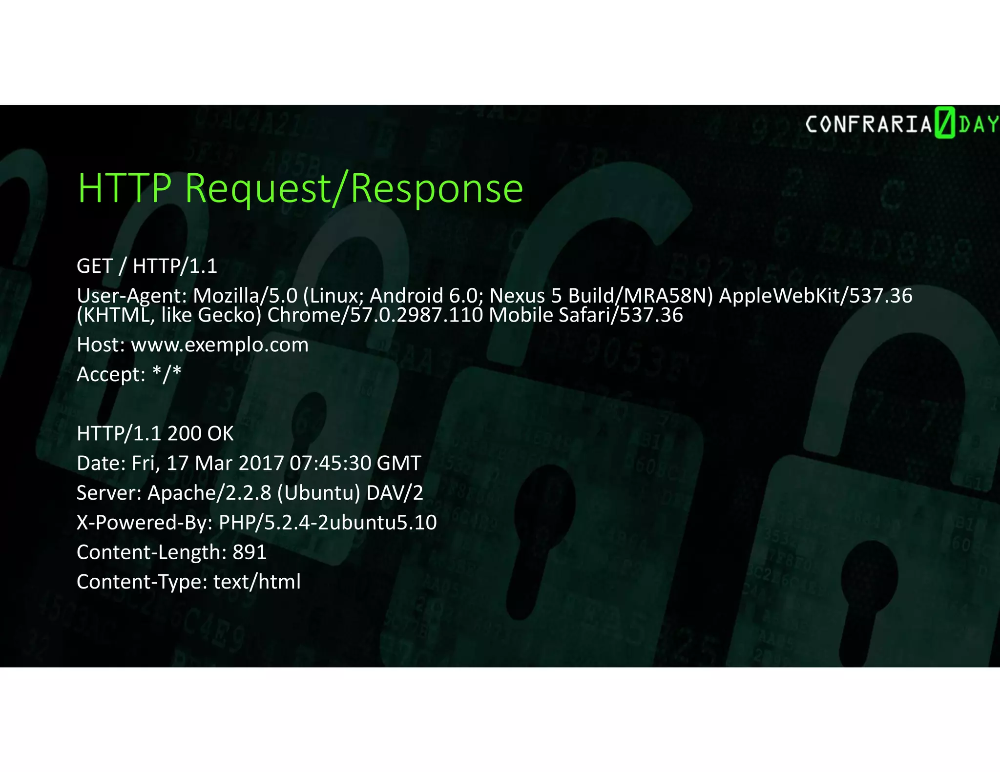 CONFRARIA0DAY
HTTP Request/Response
GET / HTTP/1.1
User-Agent: Mozilla/5.0 (Linux; Android 6.0; Nexus 5 Build/MRA58N) AppleWebKit/537.36
(KHTML, like Gecko) Chrome/57.0.2987.110 Mobile Safari/537.36
Host: www.exemplo.com
Accept: */*
HTTP/1.1 200 OK
Date: Fri, 17 Mar 2017 07:45:30 GMT
Server: Apache/2.2.8 (Ubuntu) DAV/2
X-Powered-By: PHP/5.2.4-2ubuntu5.10
Content-Length: 891
Content-Type: text/html